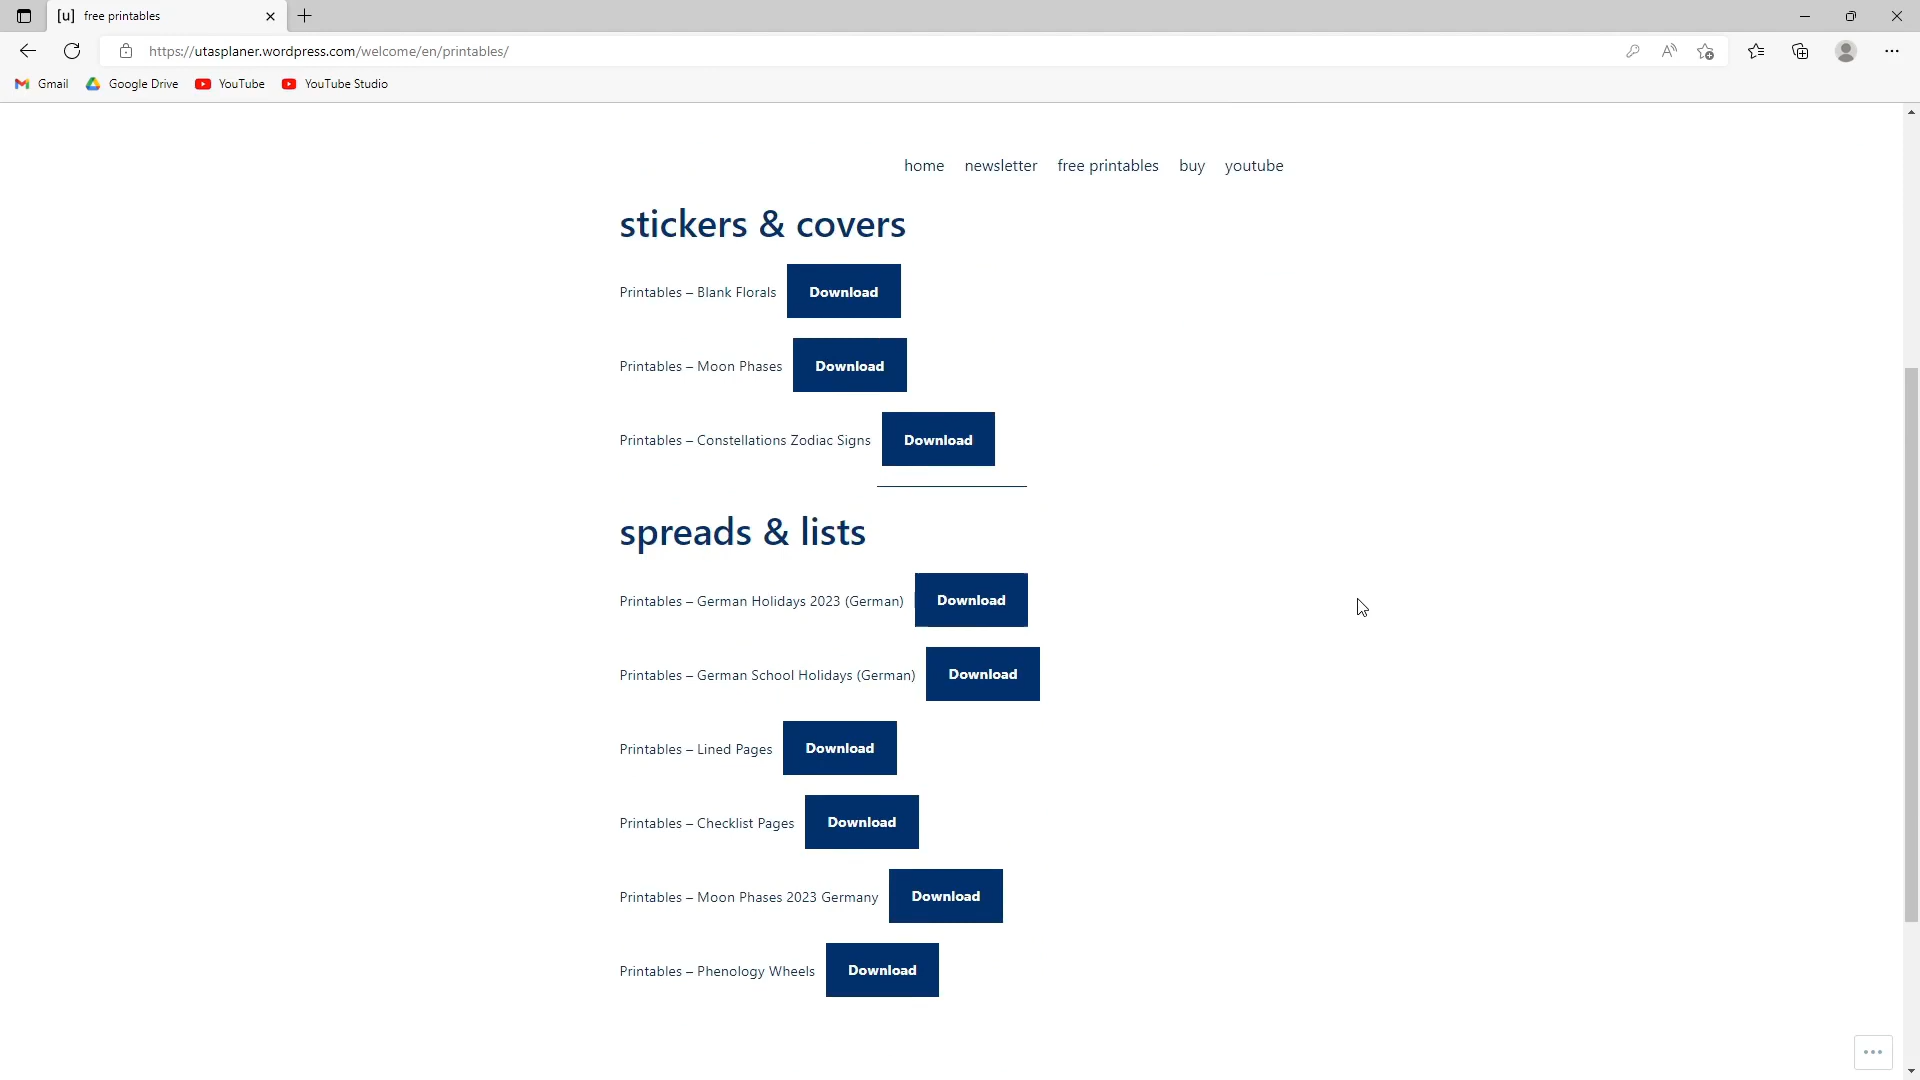 [u] free printables
https://utasplaner.wordpress.com/welcome/en/printables/
Gmail Google Drive YouTube YouTube Studio
home newsletter free printables buy youtube
stickers & covers
Printables – Blank Florals Download
Printables – Moon Phases Download
Printables – Constellations Zodiac Signs Download
spreads & lists
Printables – German Holidays 2023 (German) Download
Printables – German School Holidays (German) Download
Printables – Lined Pages Download
Printables – Checklist Pages Download
Printables – Moon Phases 2023 Germany Download
Printables – Phenology Wheels Download